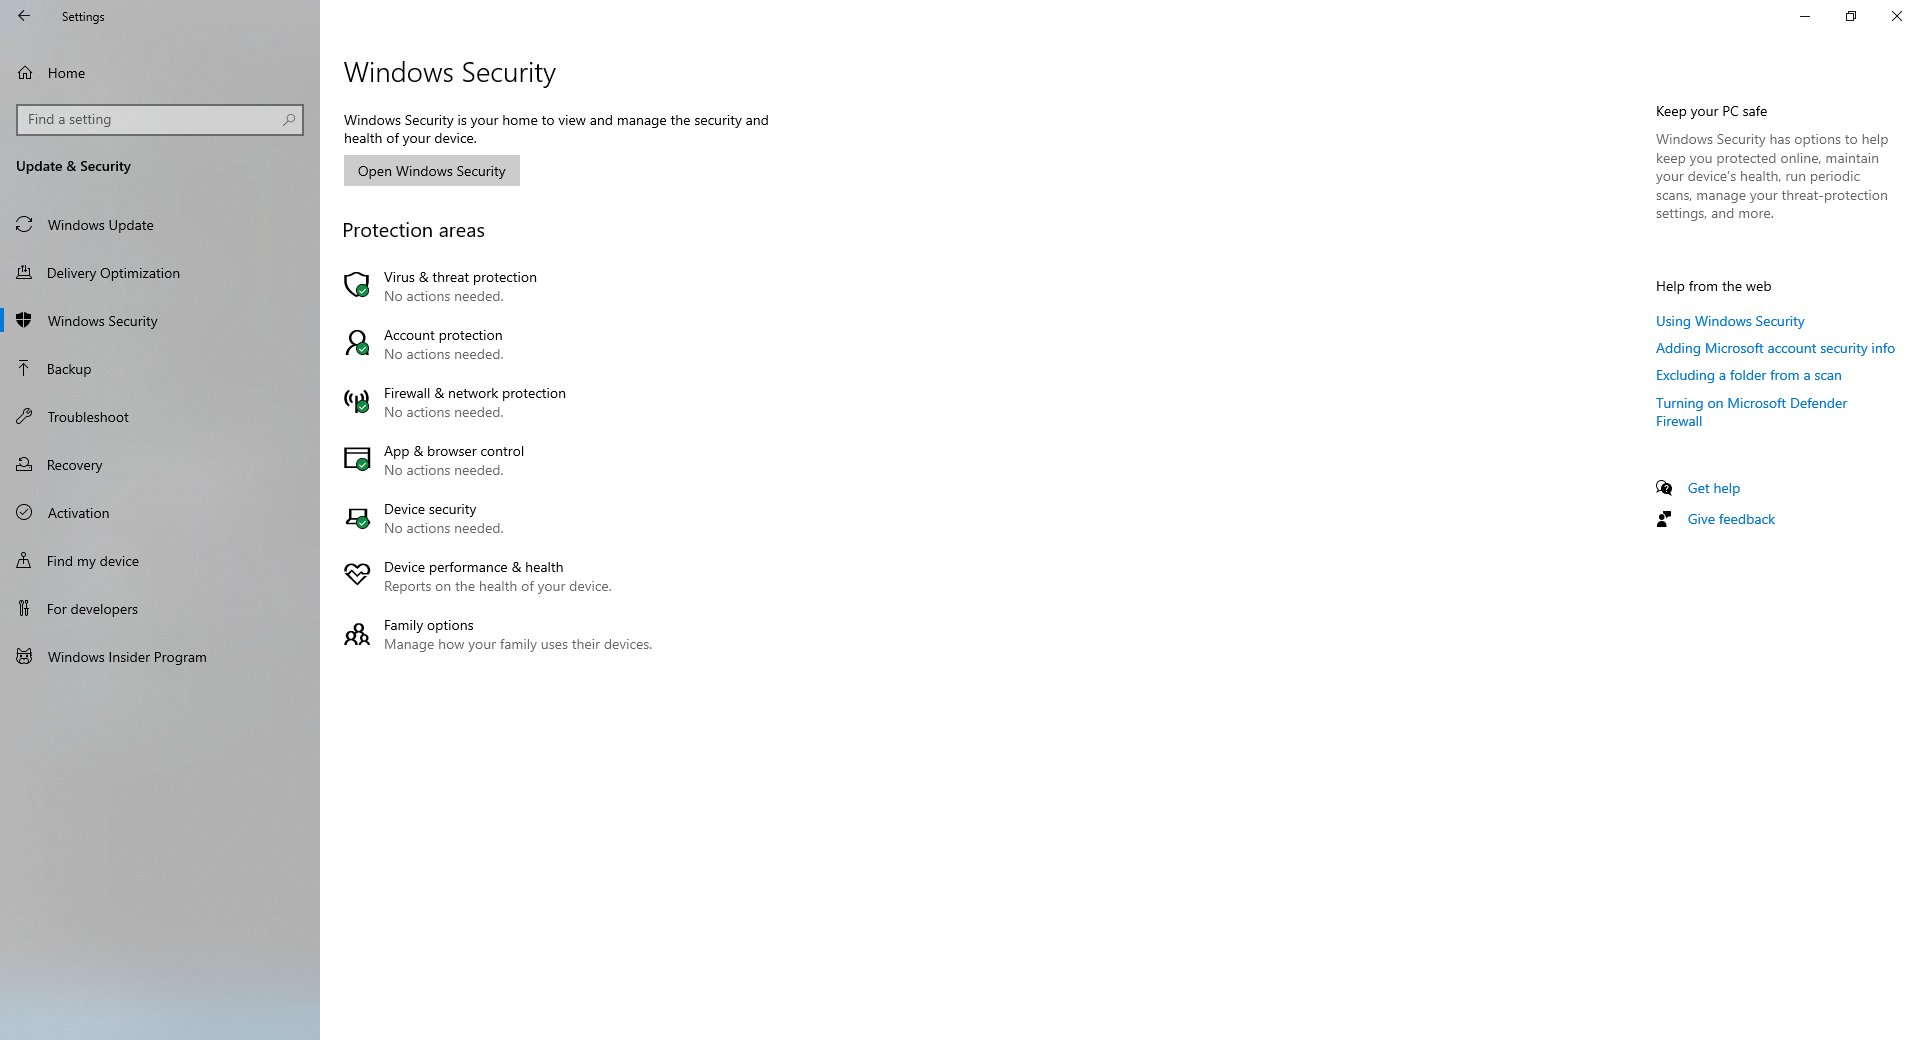 Settings
Home
Find a setting
Update & Security
Windows Update
Delivery Optimization
Windows Security
Backup
Troubleshoot
Recovery
Activation
Find my device
For developers
Windows Insider Program
Windows Security
Windows Security is your home to view and manage the security and
health of your device.
Open Windows Security
Protection areas
Virus & threat protection
No actions needed.
Account protection
No actions needed.
Firewall & network protection
No actions needed.
App & browser control
No actions needed.
Device security
No actions needed.
Device performance & health
Reports on the health of your device.
Family options
Manage how your family uses their devices.
Keep your PC safe
Windows Security has options to help
keep you protected online, maintain
your device's health, run periodic
scans, manage your threat-protection
settings, and more.
Help from the web
Using Windows Security
Adding Microsoft account security info
Excluding a folder from a scan
Turning on Microsoft Defender
Firewall
Get help
Give feedback